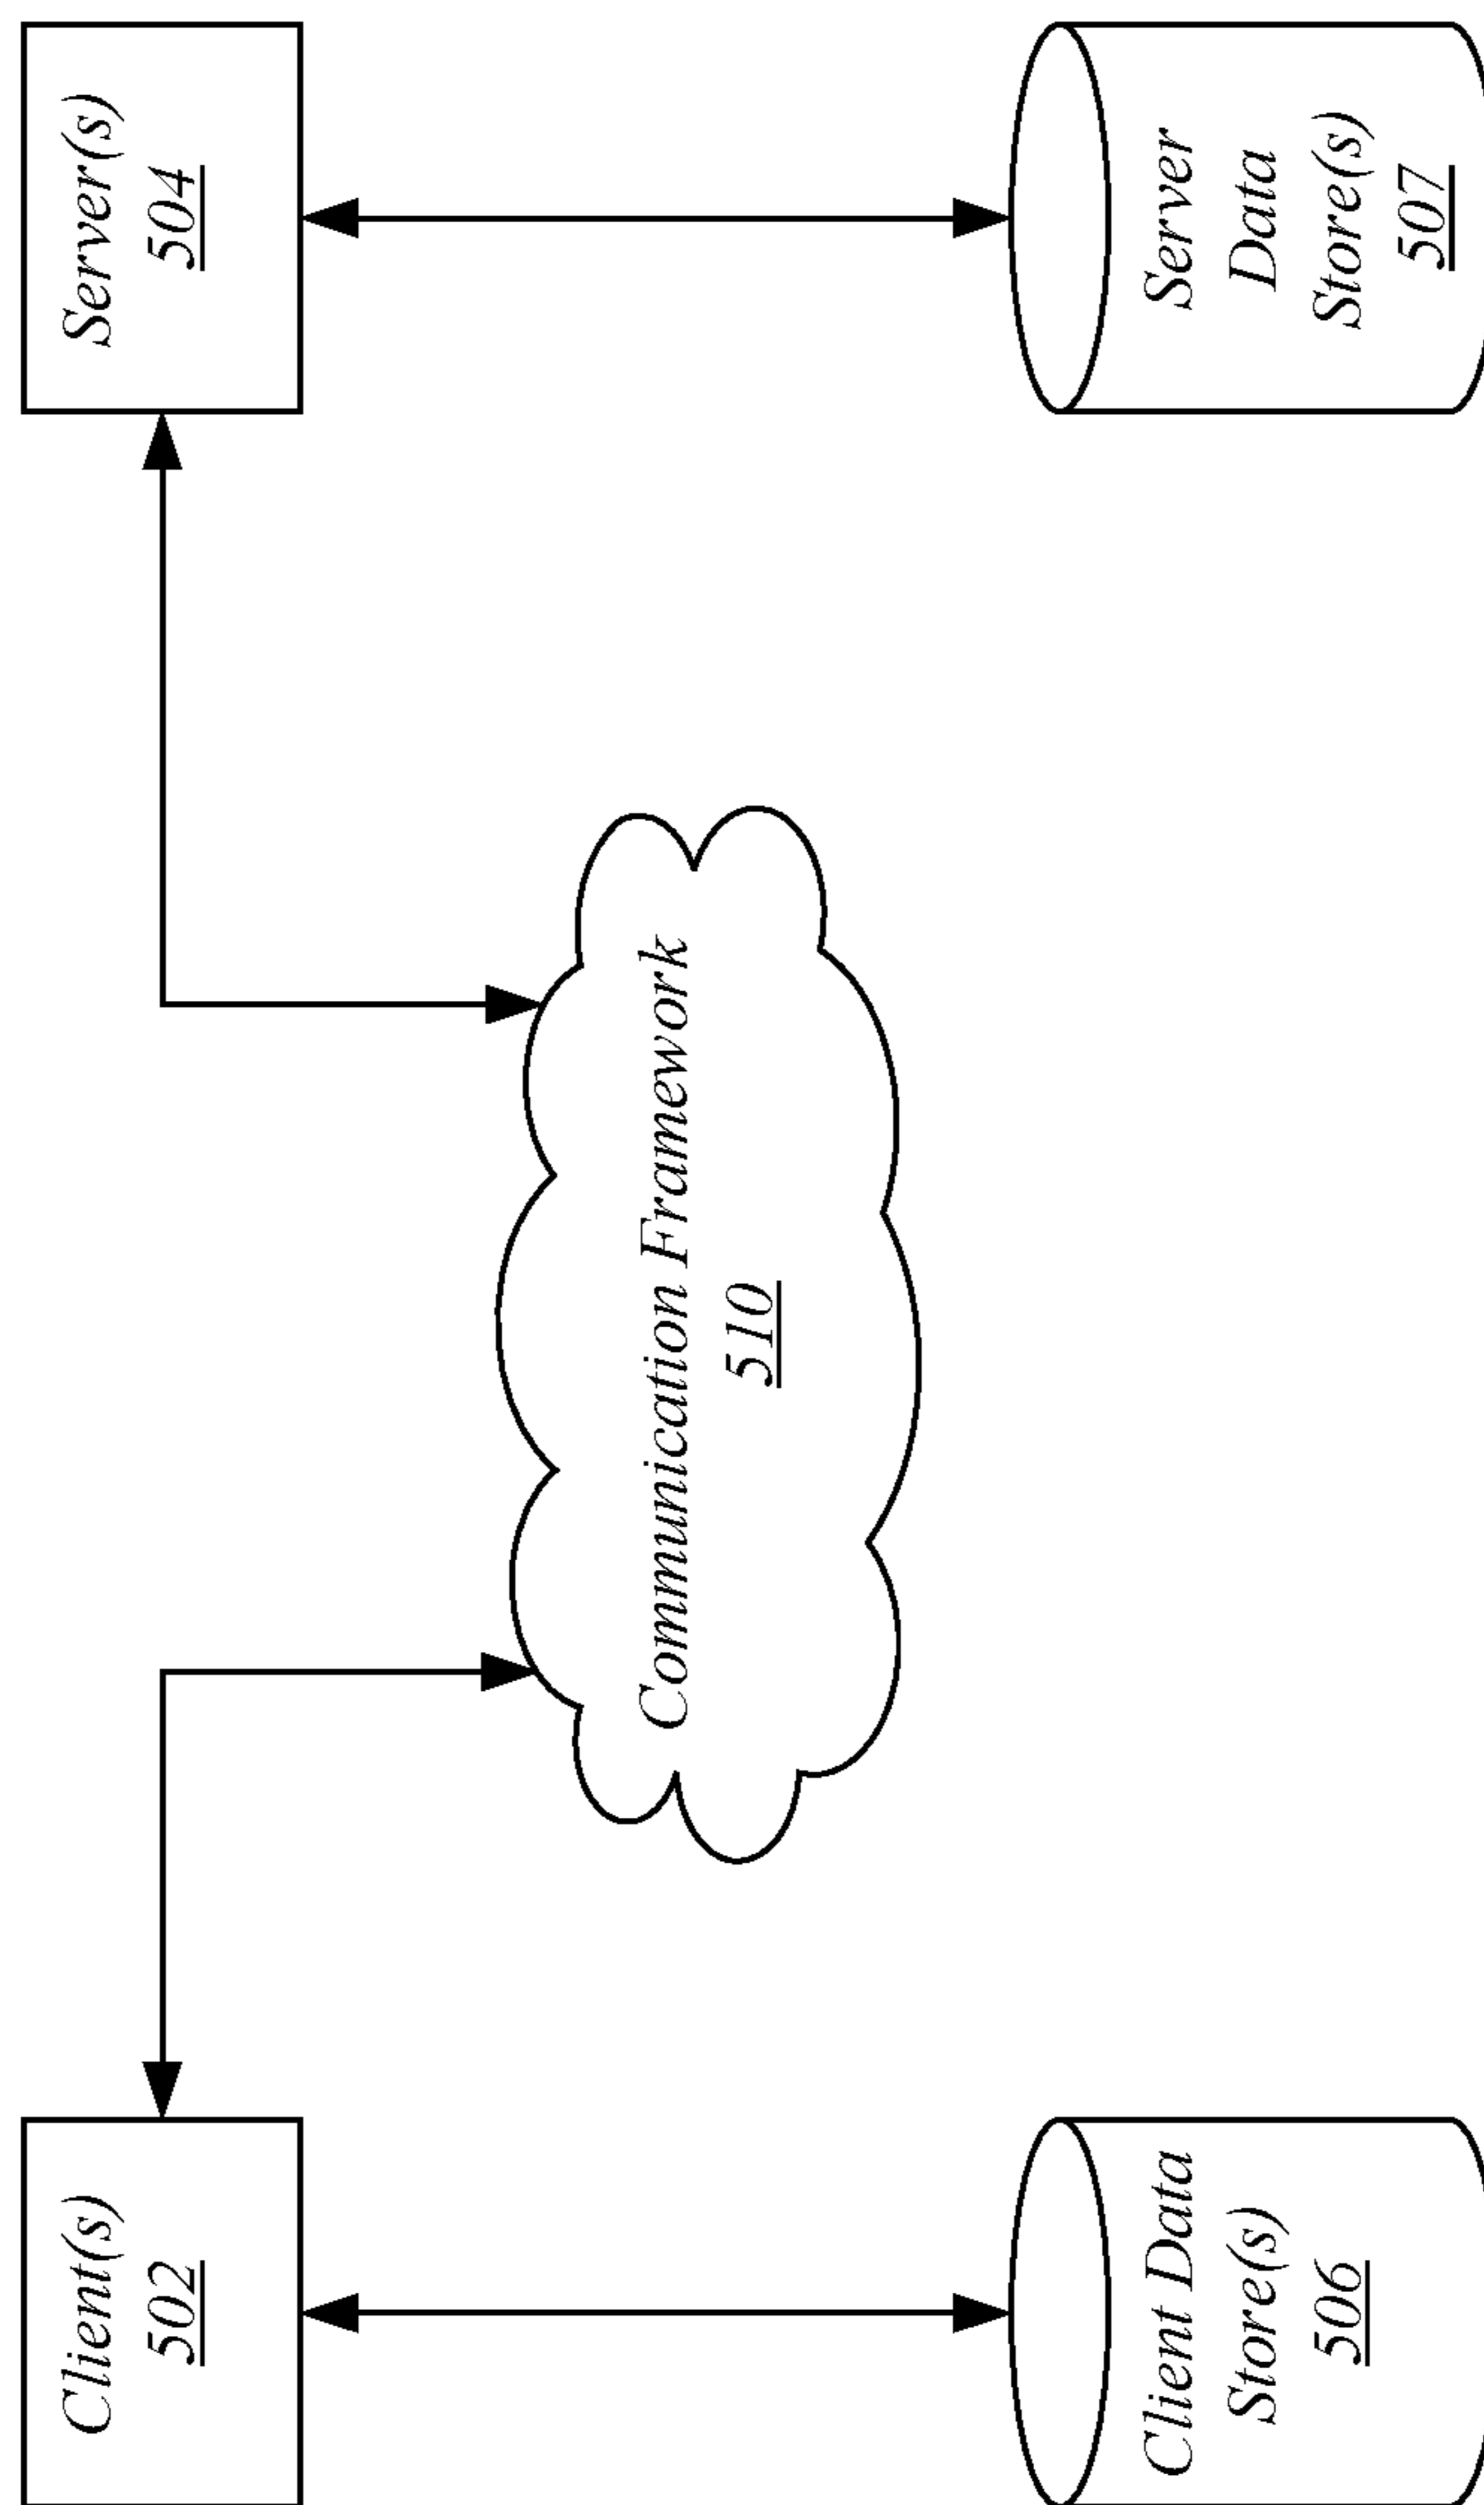 Client(s)
502
Server(s)
504
Communication Framework
510
Client Data
Store(s)
506
Server
Data
Store(s)
507